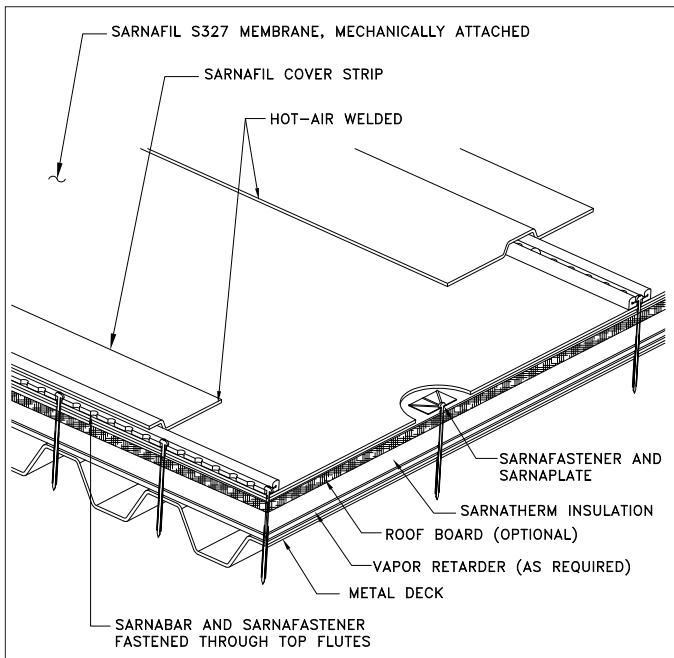 SARNAFIL S327 MEMBRANE, MECHANICALLY ATTACHED
SARNAFIL COVER STRIP
HOT-AIR WELDED
SARNAFASTENER AND
SARNAPLATE
SARNATHERM INSULATION
ROOF BOARD (OPTIONAL)
VAPOR RETARDER (AS REQUIRED)
METAL DECK
SARNABAR AND SARNAFASTENER
FASTENED THROUGH TOP FLUTES